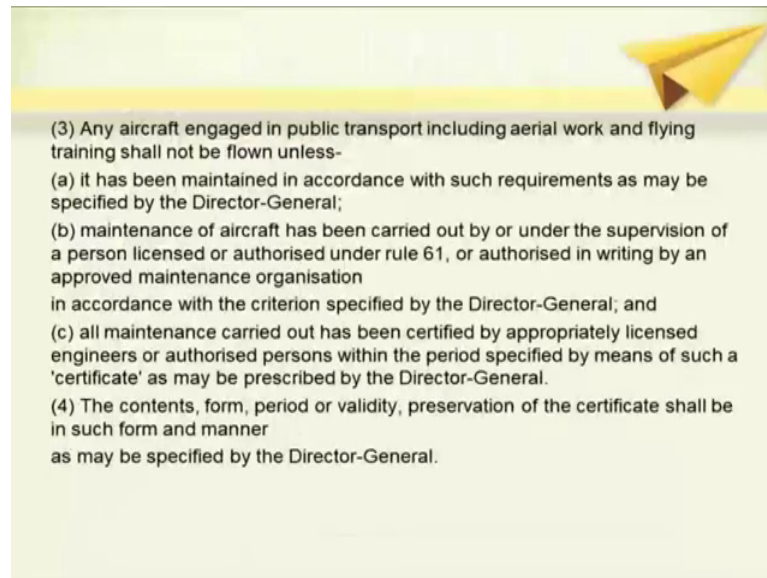 (3) Any aircraft engaged in public transport including aerial work and flying
training shall not be flown unless-
(a) it has been maintained in accordance with such requirements as may be
specified by the Director-General;
(b) maintenance of aircraft has been carried out by or under the supervision of
a person licensed or authorised under rule 61, or authorised in writing by an
approved maintenance organisation
in accordance with the criterion specified by the Director-General; and
(c) all maintenance carried out has been certified by appropriately licensed
engineers or authorised persons within the period specified by means of such a
'certificate' as may be prescribed by the Director-General.
(4) The contents, form, period or validity, preservation of the certificate shall be
in such form and manner
as may be specified by the Director-General.